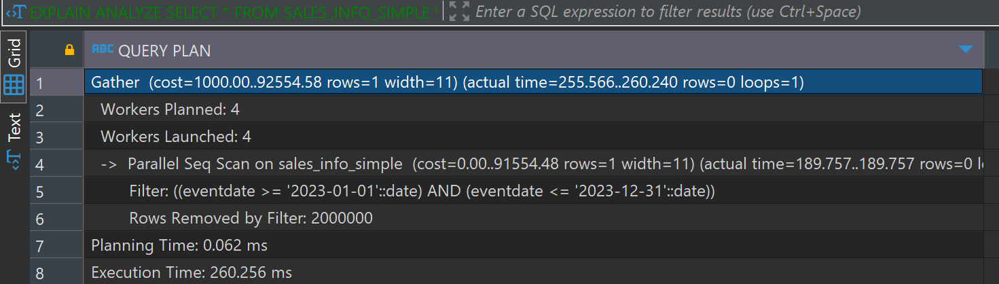 EXPLAIN ANALYZE SELECT * FROM SALES_INFO_SIMPLE Enter a SQL expression to filter results (use Ctrl+Space)
Grid
Text
ABC QUERY PLAN
1 Gather (cost=1000.00..92554.58 rows=1 width=11) (actual time=255.566..260.240 rows=0 loops=1)
2 Workers Planned: 4
3 Workers Launched: 4
4 -> Parallel Seq Scan on sales_info_simple (cost=0.00..91554.48 rows=1 width=11) (actual time=189.757..189.757 rows=0 l
5 Filter: ((eventdate >= '2023-01-01'::date) AND (eventdate <= '2023-12-31'::date))
6 Rows Removed by Filter: 2000000
7 Planning Time: 0.062 ms
8 Execution Time: 260.256 ms